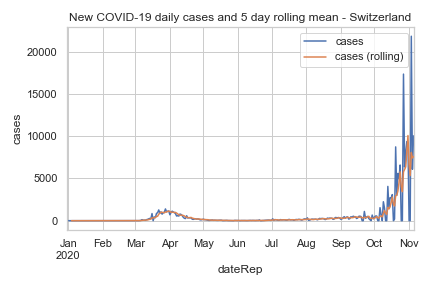 New COVID-19 daily cases and 5 day rolling mean - Switzerland
cases
cases (rolling)
20000
15000
10000
5000
0
cases
Jan Feb Mar Apr May Jun Jul Aug Sep Oct Nov
2020
dateRep